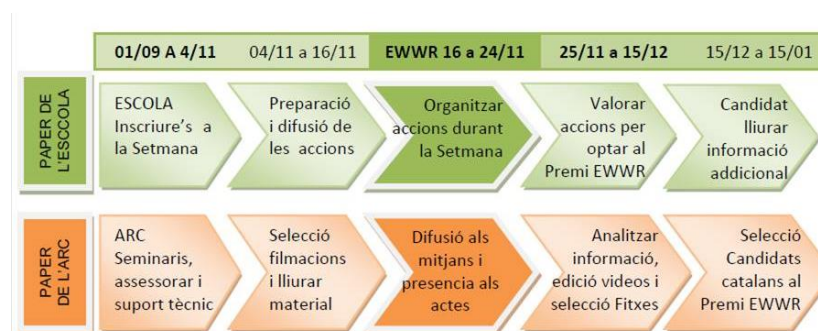 01/09 A 4/11
04/11 a 16/11
EWWR 16 a 24/11
25/11 a 15/12
15/12 a 15/01
PAPER DE
L'ESCCOLA
ESCOLA
Inscriure's a
la Setmana
Preparació
i difusió de
les accions
Organitzar
accions durant
la Setmana
Valorar
accions per
optar al
Premi EWWR
Candidat
lliurar
informació
addicional
PAPER
DE L'ARC
ARC
Seminaris,
assessorar i
suport tècnic
Selecció
filmacions
i lliurar
material
Difusió als
mitjans i
presencia als
actes
Analitzar
informació,
edició videos i
selecció Fitxes
Selecció
Candidats
catalans al
Premi EWWR